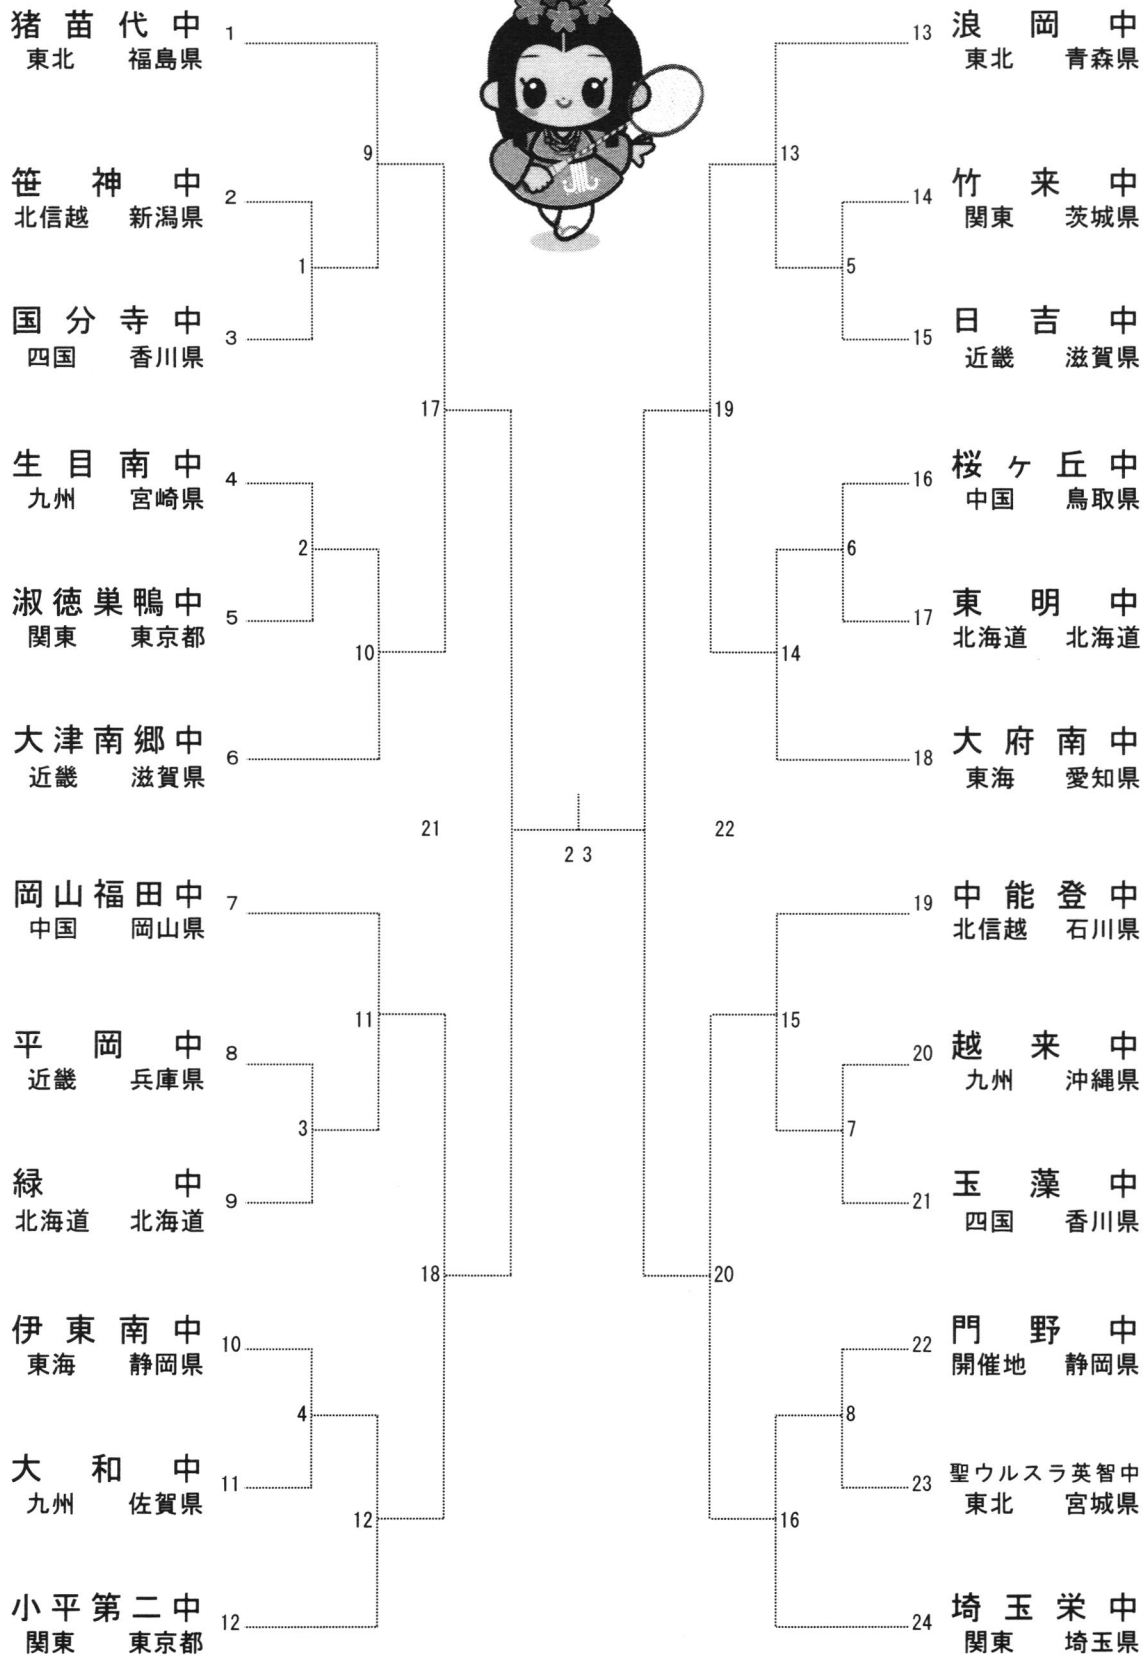 猪苗代中 1
東北 福島県
笹神中 2
北信越 新潟県
国分寺中 3
四国 香川県
生目南中 4
九州 宮崎県
淑徳巣鴨中 5
関東 東京都
大津南郷中 6
近畿 滋賀県
岡山福田中 7
中国 岡山県
平岡中 8
近畿 兵庫県
緑中 9
北海道 北海道
伊東南中 10
東海 静岡県
大和中 11
九州 佐賀県
小平第二中 12
関東 東京都
1
2
3
4
9
10
11
12
17
18
21
23
22
19
20
13
14
15
16
5
6
7
8
13 浪岡中
東北 青森県
14 竹来中
関東 茨城県
15 日吉中
近畿 滋賀県
16 桜ヶ丘中
中国 鳥取県
17 東明中
北海道 北海道
18 大府南中
東海 愛知県
19 中能登中
北信越 石川県
20 越来中
九州 沖縄県
21 玉藻中
四国 香川県
22 門野中
開催地 静岡県
23 聖ウルスラ英智中
東北 宮城県
24 埼玉栄中
関東 埼玉県